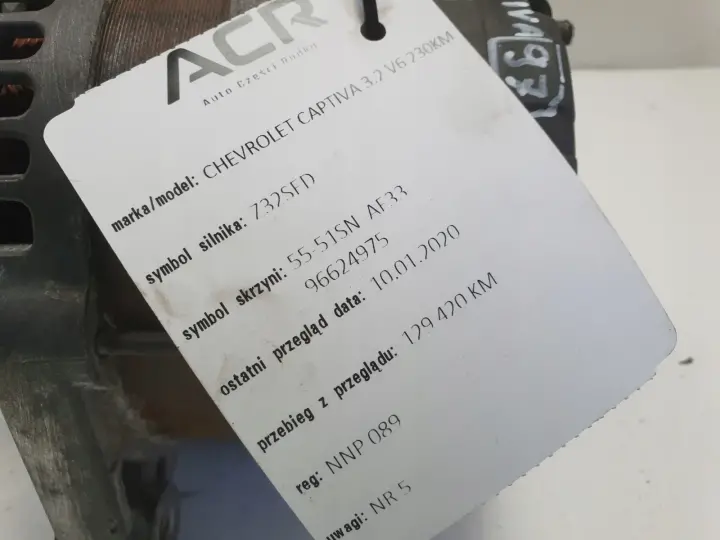 ACR
Auto Części Rodko
marka/model: CHEVROLET CAPTIVA 3.2 V6 230KM
symbol silnika: Z32SED
symbol skrzyni: 55-51SN AF33
96624975
ostatni przegląd data: 10.01.2020
przebieg z przeglądu: 129 420 KM
reg: NNP 089
uwagi: NR 5